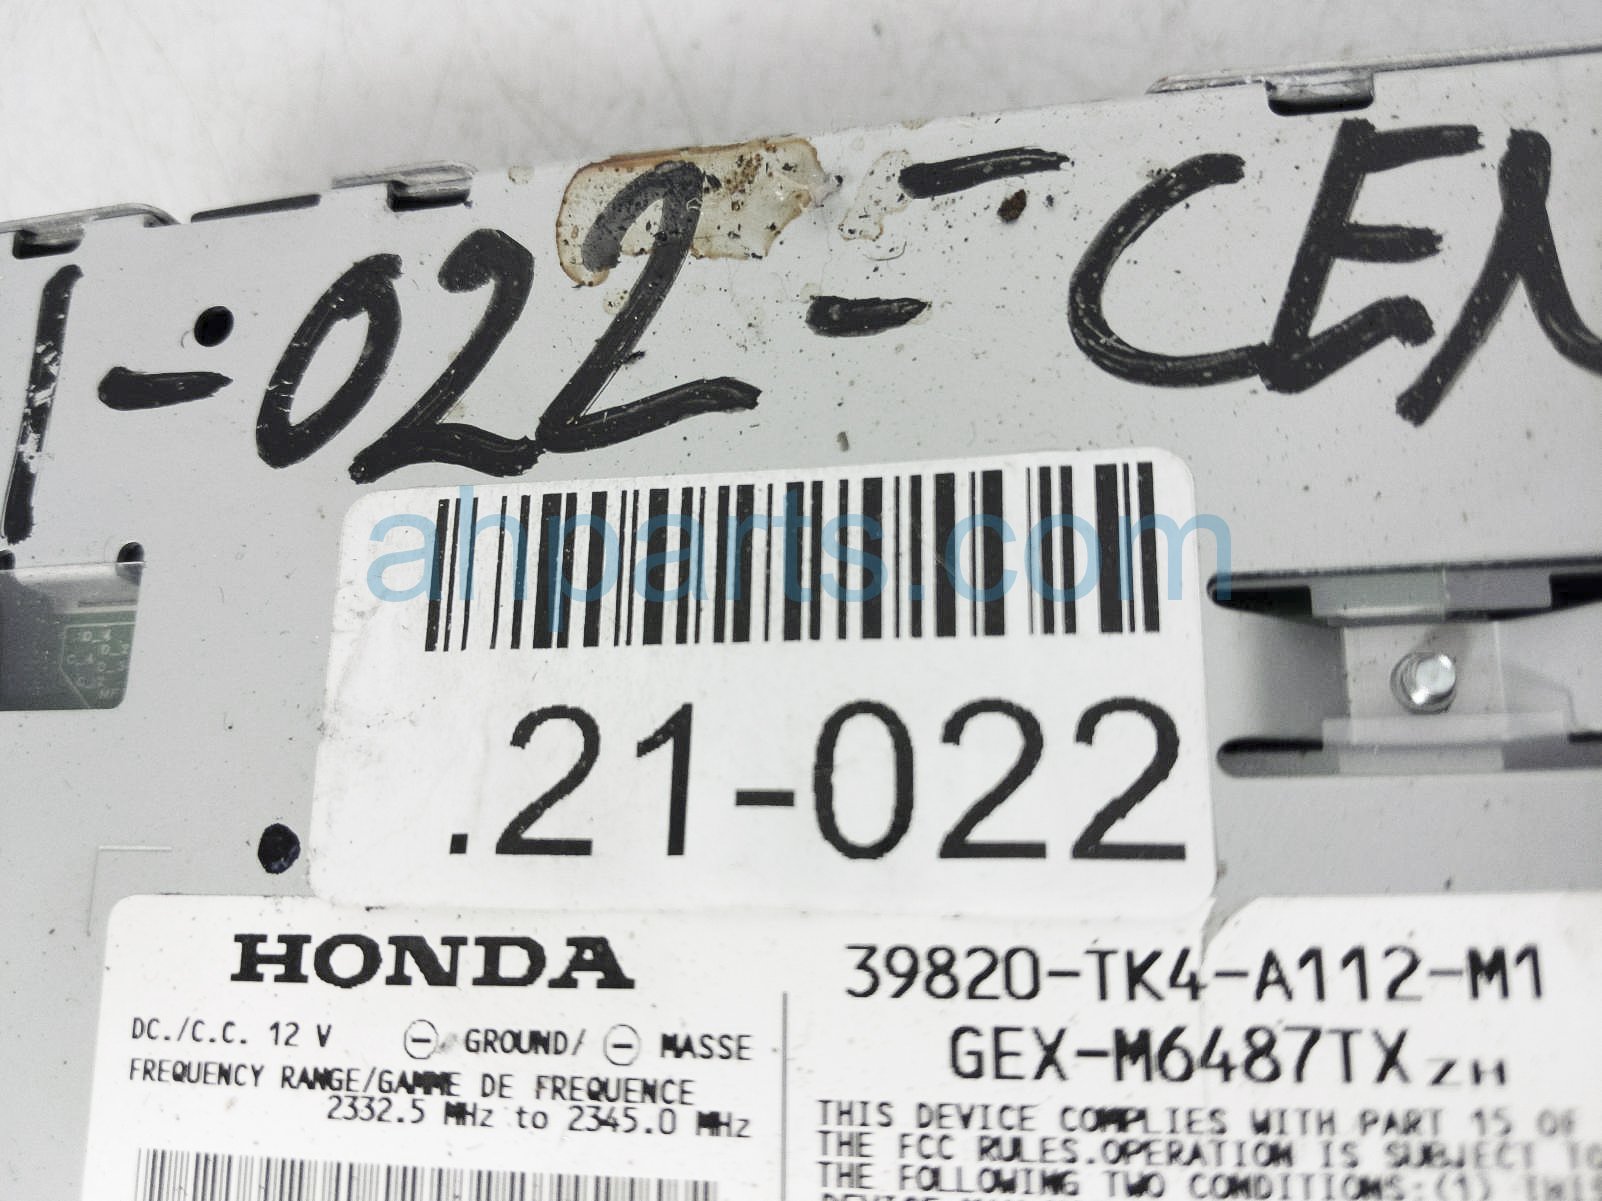 1-022--CEN
ahparts.com
.21-022
HONDA
39820-TK4-A112-M1
DC./C.C. 12 V ⊖ GROUND/ ⊖ MASSE
GEX-M6487TX ZH
FREQUENCY RANGE/GAMME DE FREQUENCE
2332.5 MHz to 2345.0 MHz
THIS DEVICE COMPLIES WITH PART 15 OF
THE FCC RULES.OPERATION IS SUBJECT TO
THE FOLLOWING TWO CONDITIONS:(1) THIS